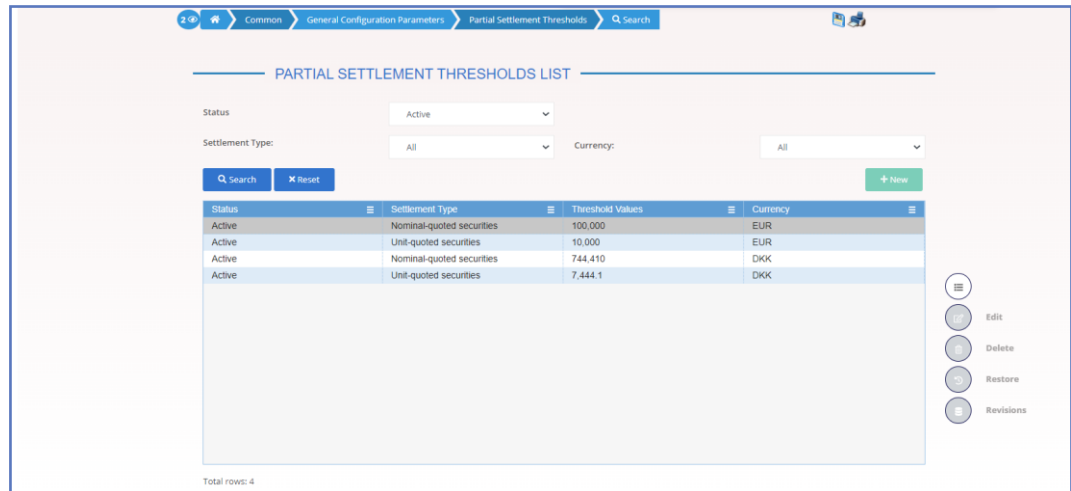 2 Common General Configuration Parameters Partial Settlement Thresholds Search
PARTIAL SETTLEMENT THRESHOLDS LIST
Status Active
Settlement Type: All Currency: All
Search × Reset + New
Status Settlement Type Threshold Values Currency
Active Nominal-quoted securities 100,000 EUR
Active Unit-quoted securities 10,000 EUR
Active Nominal-quoted securities 744,410 DKK
Active Unit-quoted securities 7,444.1 DKK
Edit
Delete
Restore
Revisions
Total rows: 4